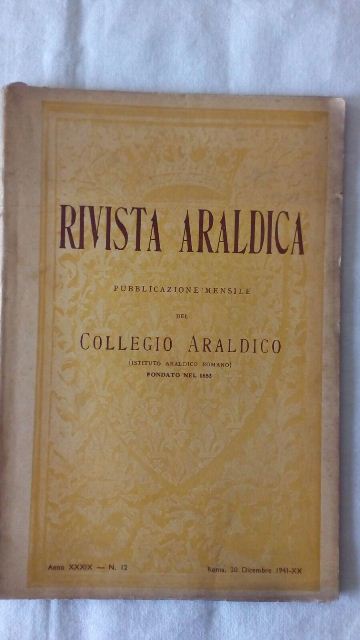 RIVISTA ARALDICA
PUBBLICAZIONE MENSILE
DEL
COLLEGIO ARALDICO
(ISTITUTO ARALDICO ROMANO)
FONDATO NEL 1853
Anno XXXIX — N. 12
Roma, 20 Dicembre 1941-XX